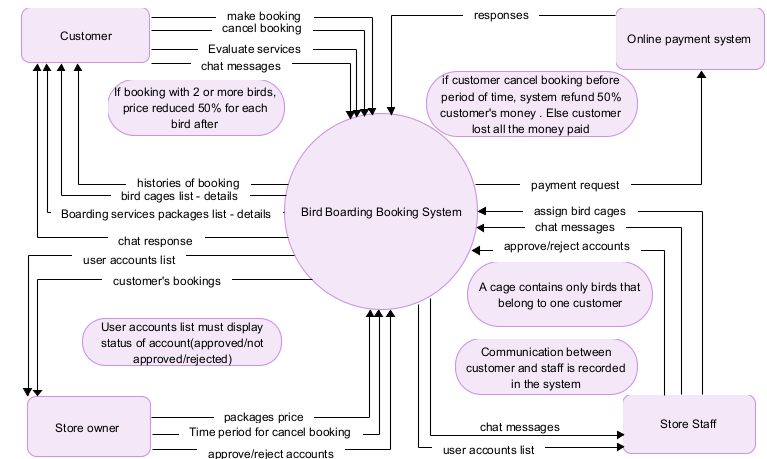 Customer
make booking
cancel booking
Evaluate services
chat messages
responses
Online payment system
If booking with 2 or more birds,
price reduced 50% for each
bird after
if customer cancel booking before
period of time, system refund 50%
customer's money . Else customer
lost all the money paid
histories of booking
bird cages list - details
Boarding services packages list - details
chat response
user accounts list
customer's bookings
Bird Boarding Booking System
payment request
assign bird cages
chat messages
approve/reject accounts
A cage contains only birds that
belong to one customer
User accounts list must display
status of account(approved/not
approved/rejected)
Communication between
customer and staff is recorded
in the system
Store owner
packages price
Time period for cancel booking
approve/reject accounts
chat messages
user accounts list
Store Staff